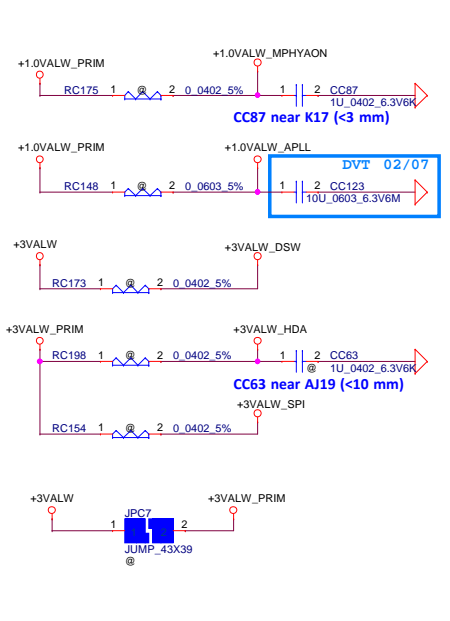 +1.0VALW_PRIM +1.0VALW_MPHYAON
RC175 1 @ 2 0_0402_5% 1 2 CC87
1U_0402_6.3V6K
CC87 near K17 (<3 mm)
+1.0VALW_PRIM +1.0VALW_APLL
DVT 02/07
RC148 1 @ 2 0_0603_5% 1 2 CC123
10U_0603_6.3V6M
+3VALW +3VALW_DSW
RC173 1 @ 2 0_0402_5%
+3VALW_PRIM +3VALW_HDA
RC198 1 @ 2 0_0402_5% 1 2 CC63
@ 1U_0402_6.3V6K
CC63 near AJ19 (<10 mm)
+3VALW_SPI
RC154 1 @ 2 0_0402_5%
+3VALW +3VALW_PRIM
JPC7
1 1 2 2
JUMP_43X39
@